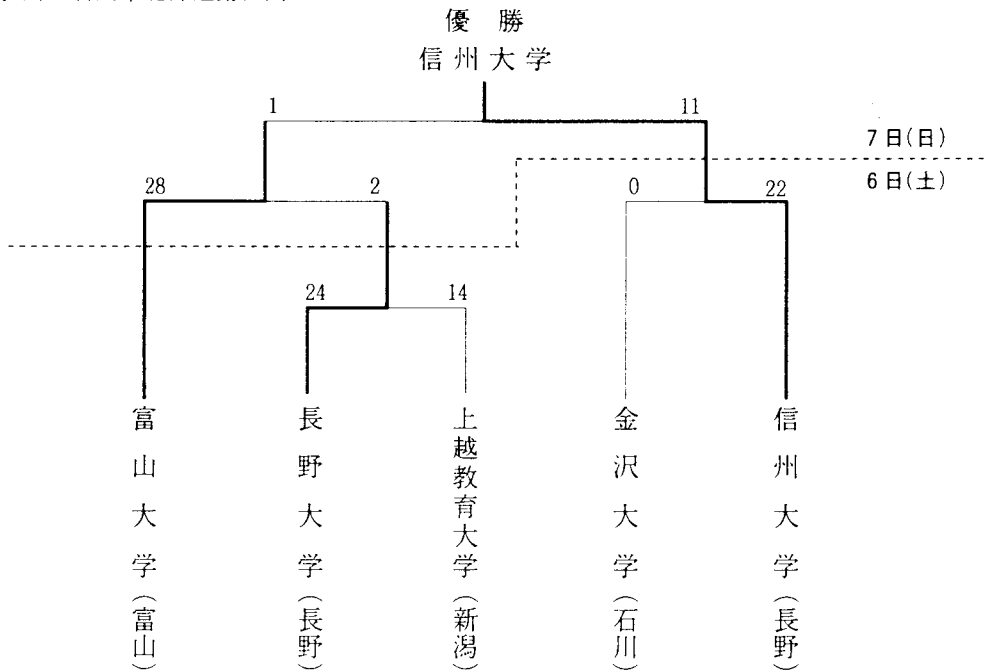 優勝
信州大学
1
11
7日(日)
6日(土)
28
2
0
22
24
14
富山大学(富山)
長野大学(長野)
上越教育大学(新潟)
金沢大学(石川)
信州大学(長野)